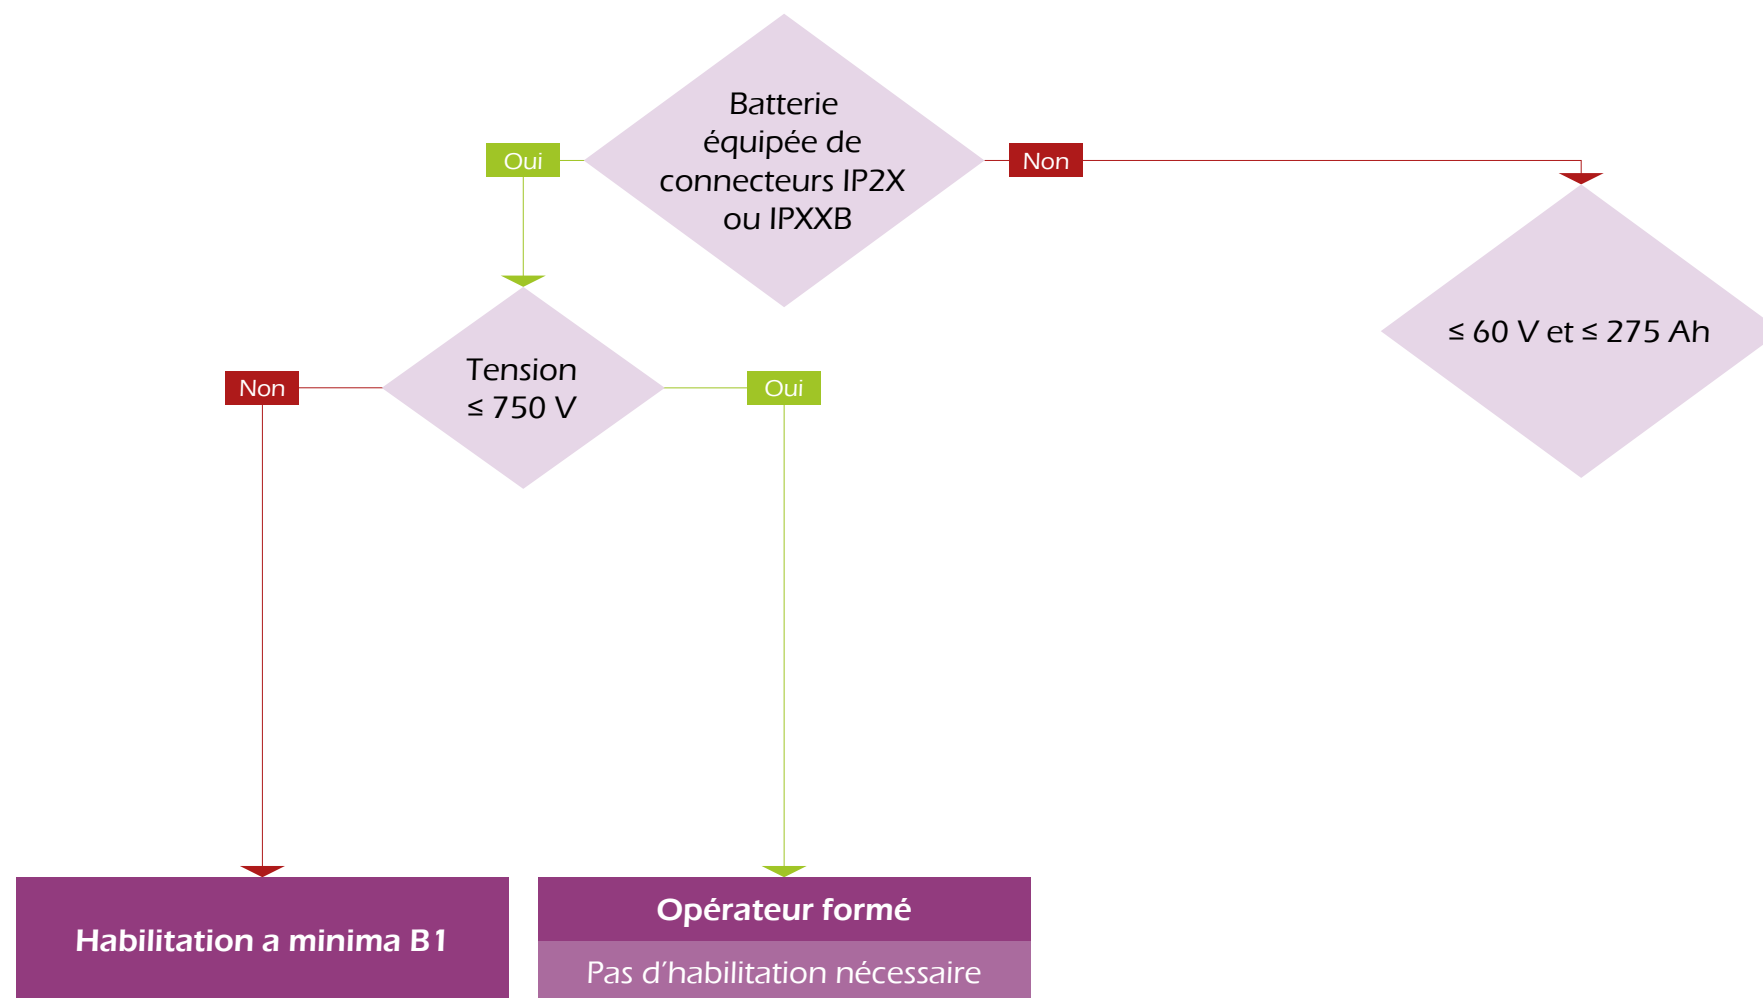 Batterie
équipée de
connecteurs IP2X
ou IPXXB
Oui
Non
≤ 60 V et ≤ 275 Ah
Tension
≤ 750 V
Non
Oui
Habilitation a minima B1
Opérateur formé
Pas d’habilitation nécessaire